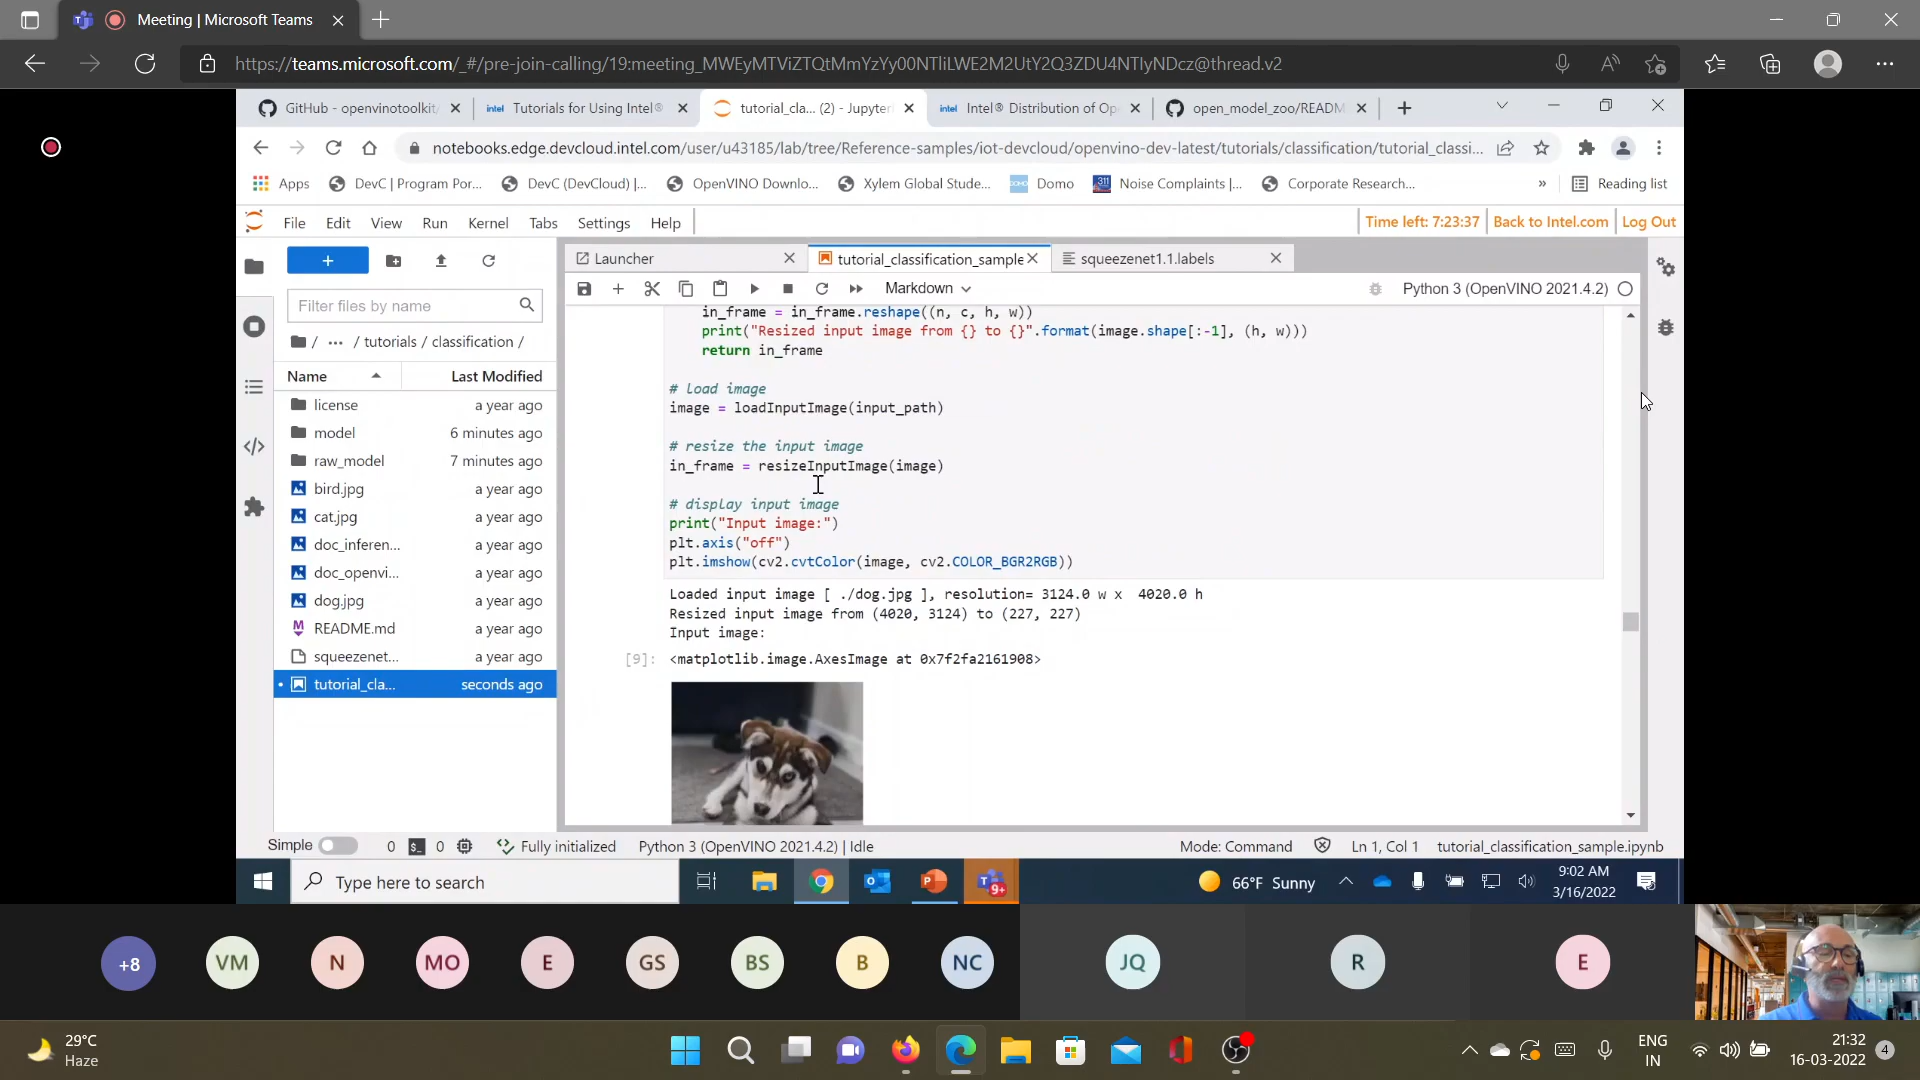 Meeting | Microsoft Teams
https://teams.microsoft.com/_#/pre-join-calling/19:meeting_MWEyMTViZTQtMmYzYy00NTliLWE2M2UtY2Q3ZDU4NTIyNDcz@thread.v2
GitHub - openvinotoolkit/
intel Tutorials for Using Intel®
tutorial_cla... (2) - Jupyter
intel Intel® Distribution of Op
open_model_zoo/READM
notebooks.edge.devcloud.intel.com/user/u43185/lab/tree/Reference-samples/iot-devcloud/openvino-dev-latest/tutorials/classification/tutorial_classi...
Apps DevC | Program Por... DevC (DevCloud) |... OpenVINO Downlo... Xylem Global Stude... DOMO Domo 311 Noise Complaints |... Corporate Research... » Reading list
File Edit View Run Kernel Tabs Settings Help
Time left: 7:23:37 Back to Intel.com Log Out
Launcher
tutorial_classification_sample
squeezenet1.1.labels
Markdown
Python 3 (OpenVINO 2021.4.2)
Filter files by name
/ ... / tutorials / classification /
Name Last Modified
license a year ago
model 6 minutes ago
raw_model 7 minutes ago
bird.jpg a year ago
cat.jpg a year ago
doc_inferen... a year ago
doc_openvi... a year ago
dog.jpg a year ago
README.md a year ago
squeezenet... a year ago
tutorial_cla... seconds ago
in_frame = in_frame.reshape((n, c, h, w))
print("Resized input image from {} to {}".format(image.shape[:-1], (h, w)))
return in_frame
# load image
image = loadInputImage(input_path)
# resize the input image
in_frame = resizeInputImage(image)
# display input image
print("Input image:")
plt.axis("off")
plt.imshow(cv2.cvtColor(image, cv2.COLOR_BGR2RGB))
Loaded input image [ ./dog.jpg ], resolution= 3124.0 w x 4020.0 h
Resized input image from (4020, 3124) to (227, 227)
Input image:
[9]: <matplotlib.image.AxesImage at 0x7f2fa2161908>
Simple 0 0 Fully initialized Python 3 (OpenVINO 2021.4.2) | Idle
Mode: Command Ln 1, Col 1 tutorial_classification_sample.ipynb
Type here to search
9+
66°F Sunny
9:02 AM
3/16/2022
+8 VM N MO E GS BS B NC JQ R E
29°C
Haze
ENG
IN
21:32
16-03-2022
4